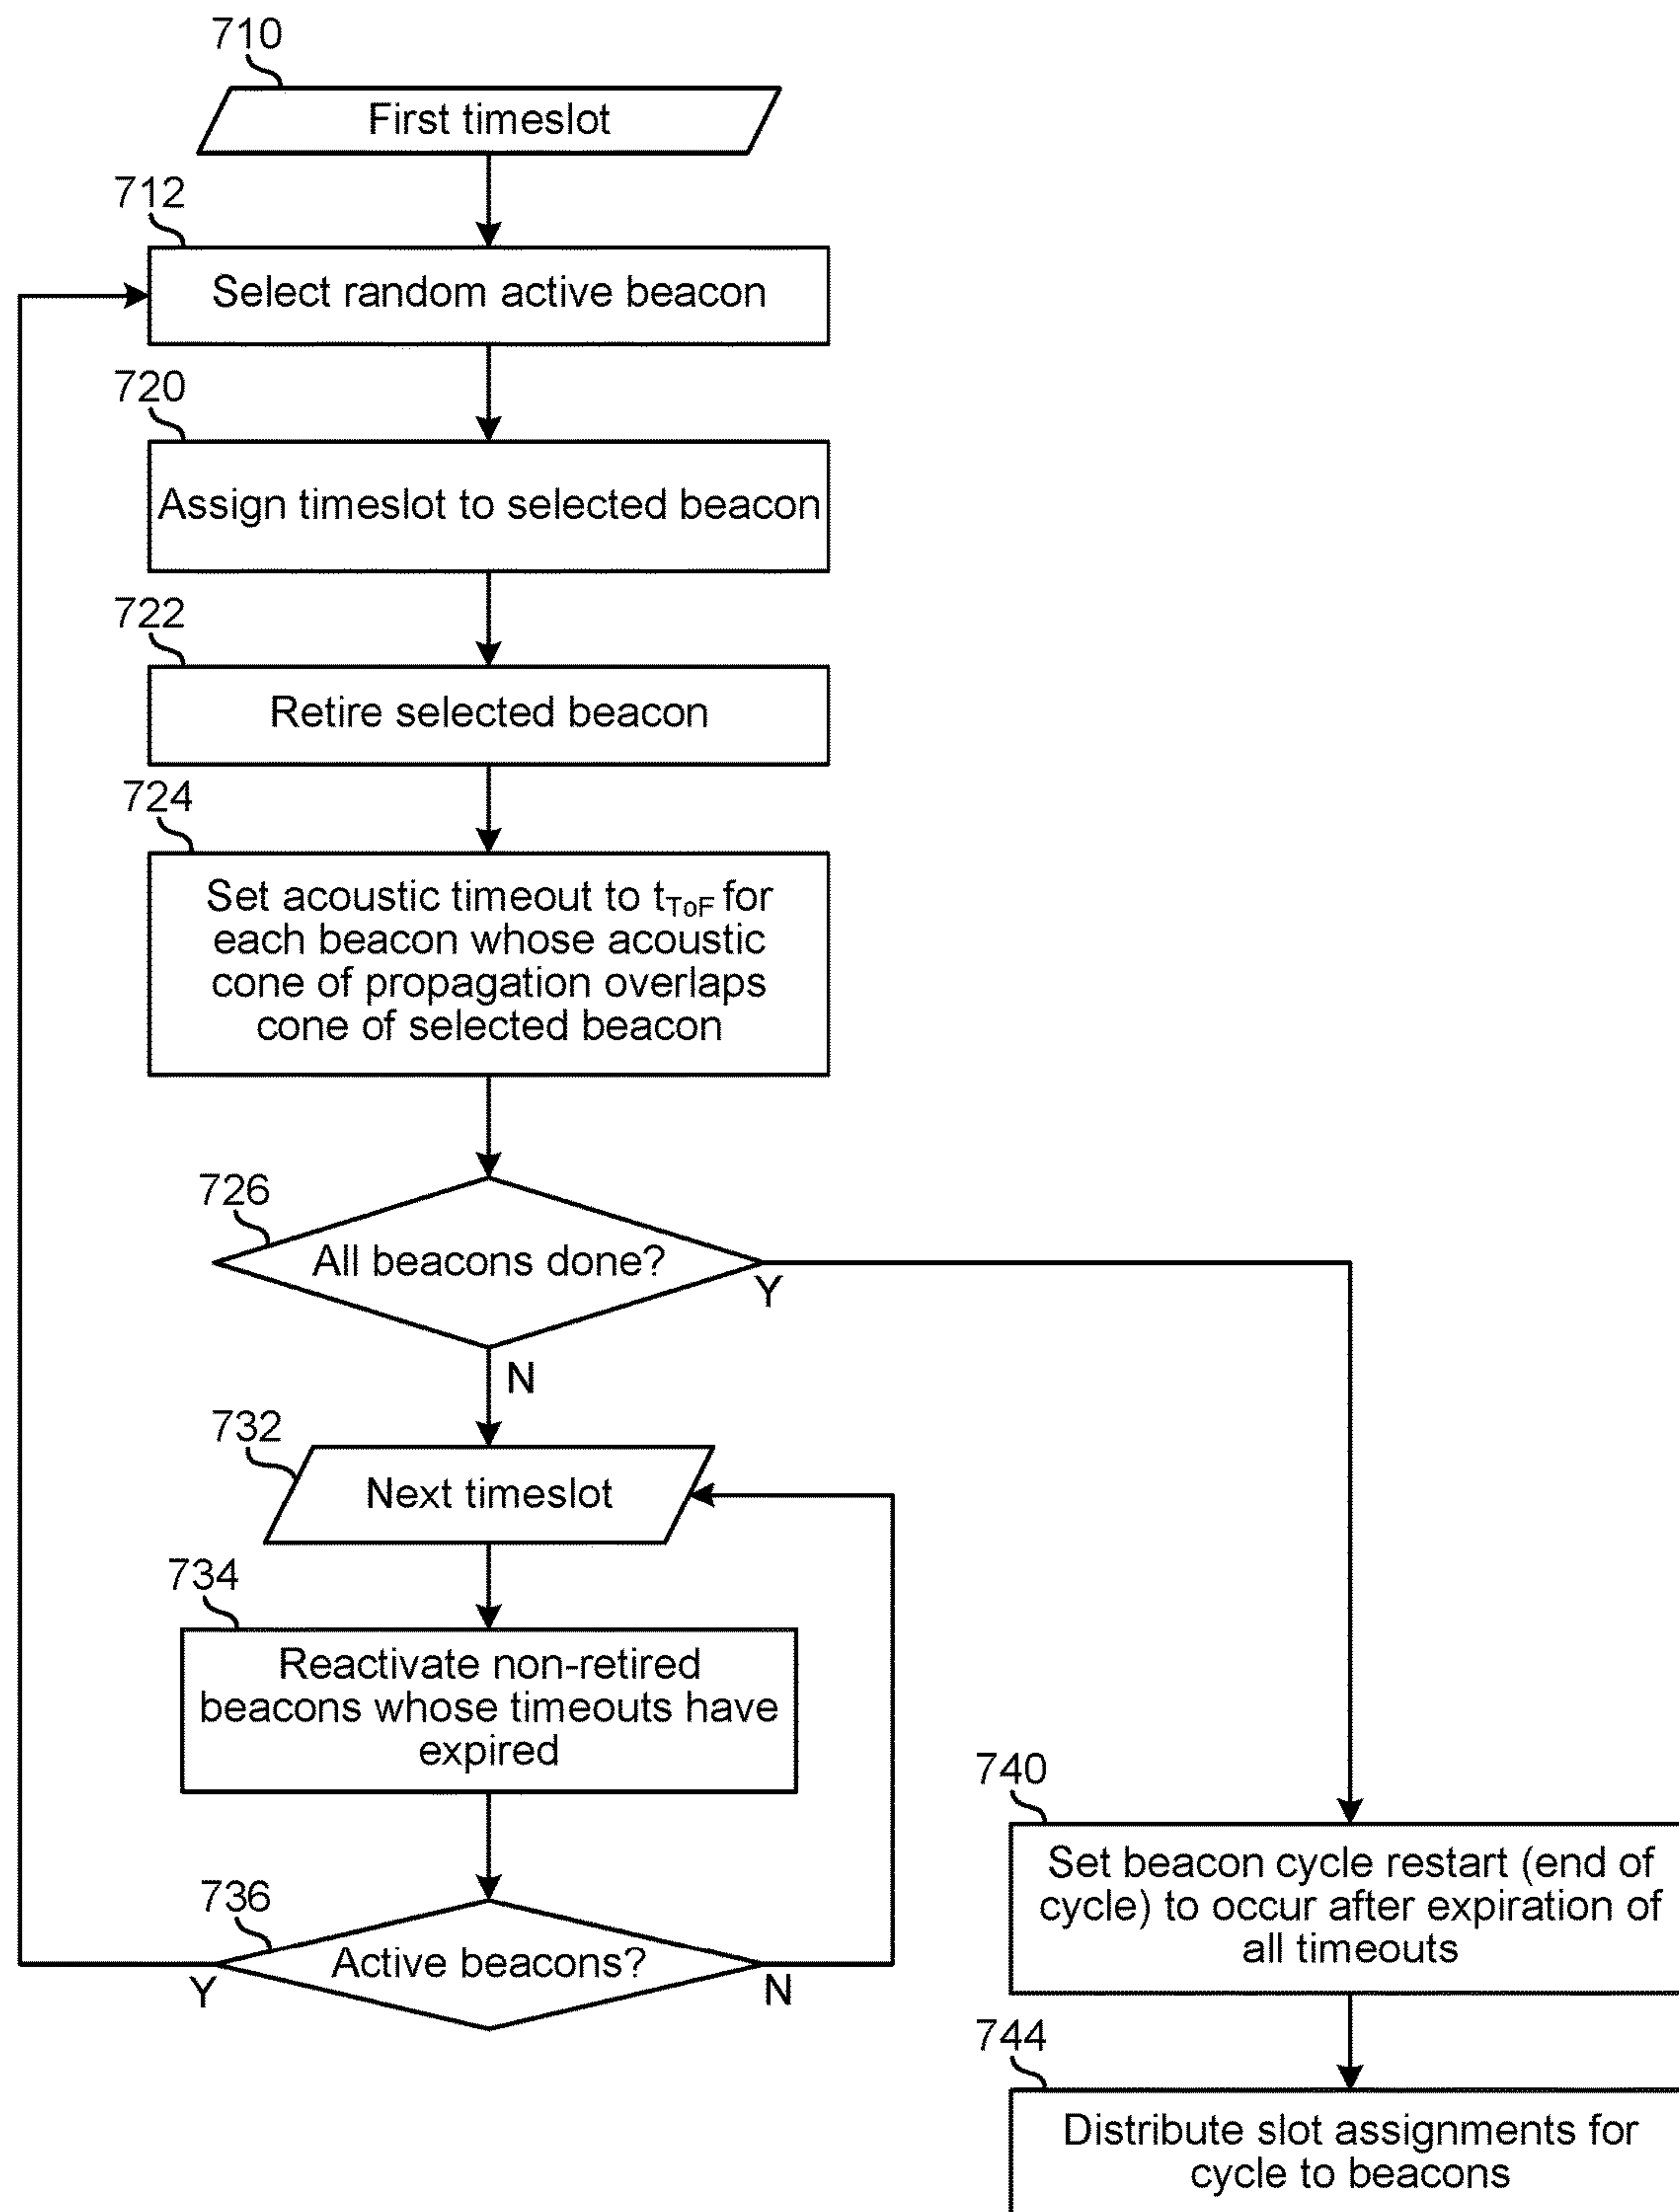 710
First timeslot
712
Select random active beacon
720
Assign timeslot to selected beacon
722
Retire selected beacon
724
Set acoustic timeout to tToF for
each beacon whose acoustic
cone of propagation overlaps
cone of selected beacon
726
All beacons done?
Y
N
732
Next timeslot
734
Reactivate non-retired
beacons whose timeouts have
expired
736
Active beacons?
Y
N
740
Set beacon cycle restart (end of
cycle) to occur after expiration of
all timeouts
744
Distribute slot assignments for
cycle to beacons